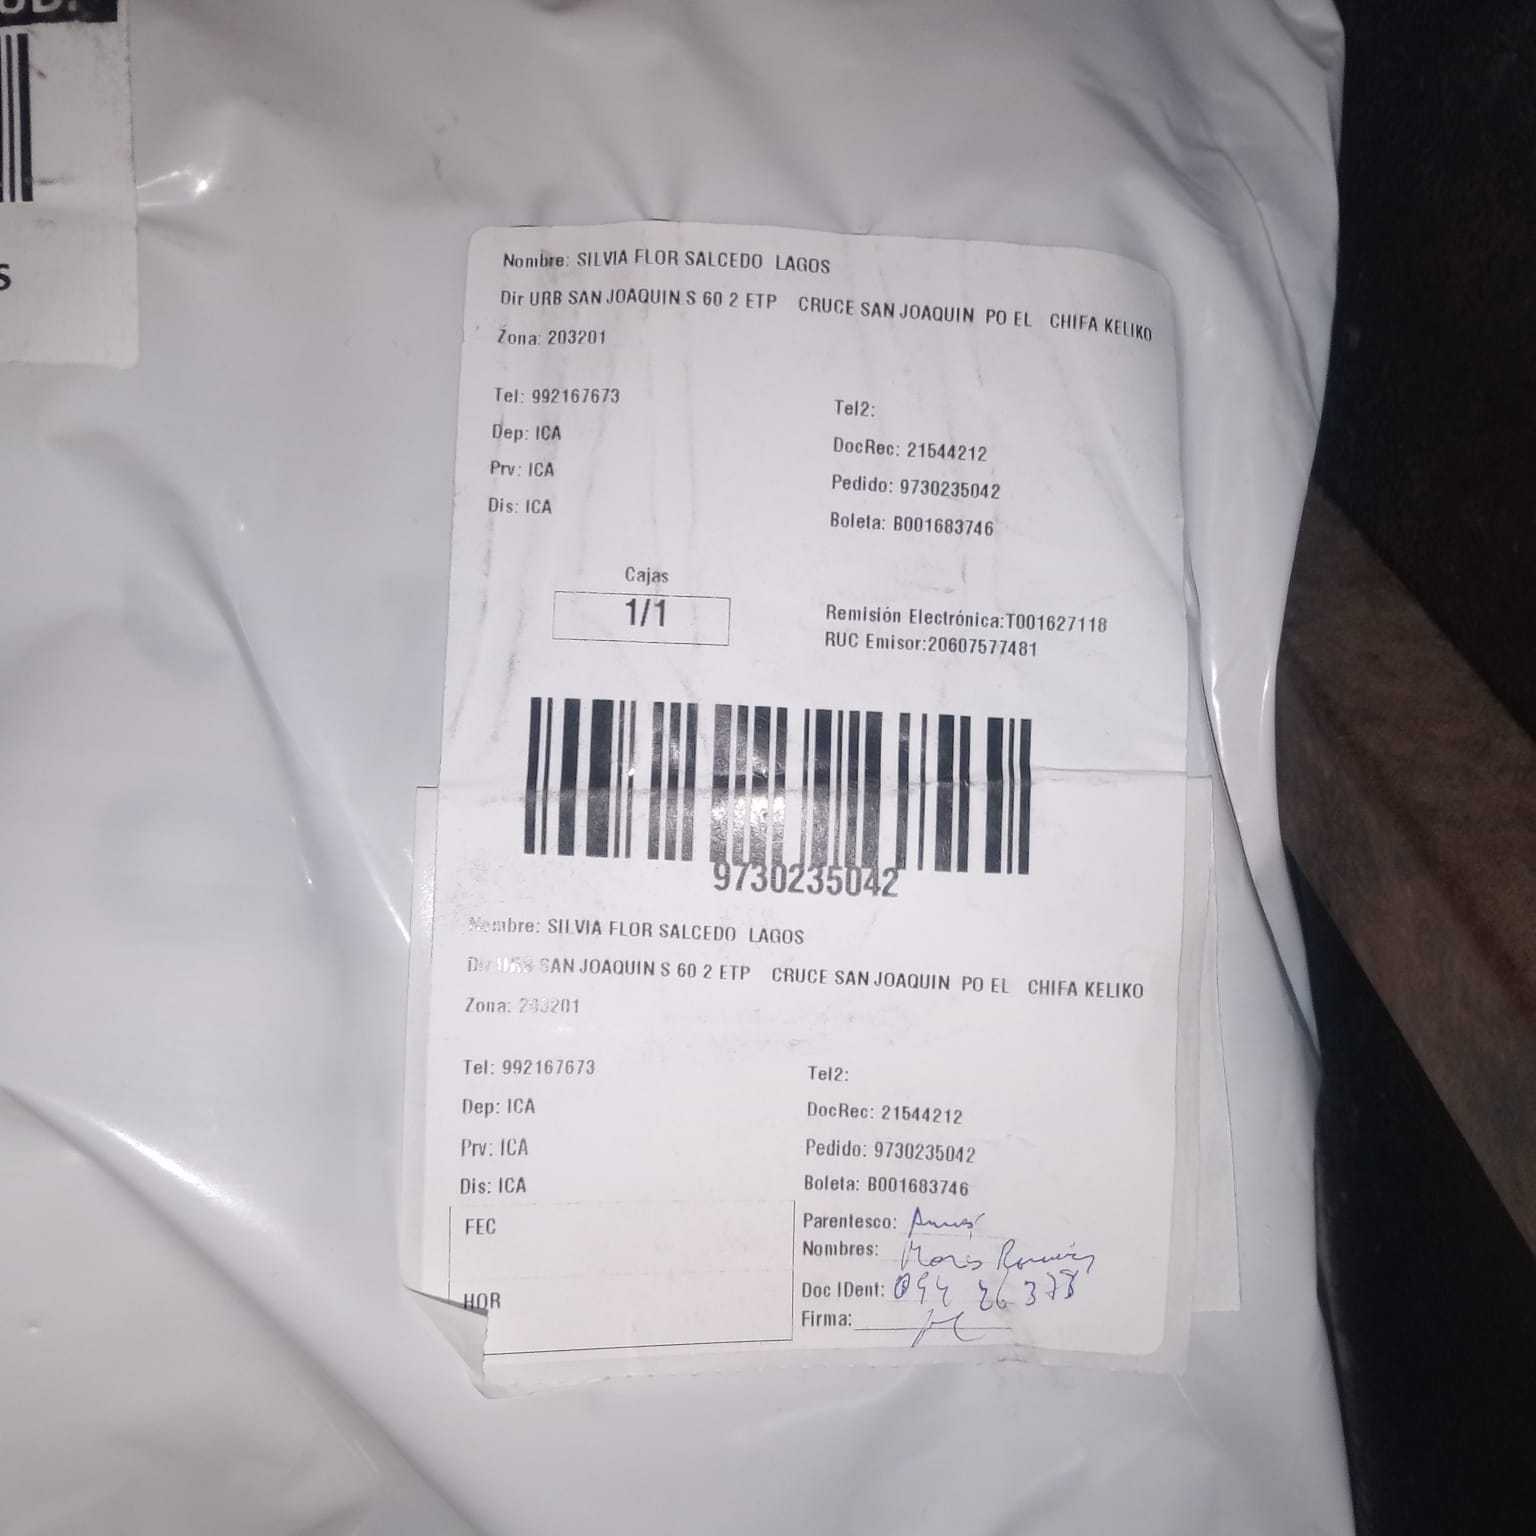 S
Nombre: SILVIA FLOR SALCEDO LAGOS
Dir URB SAN JOAQUIN S 60 2 ETP CRUCE SAN JOAQUIN PO EL CHIFA KELIKO
Zona: 203201
Tel: 992167673
Tel2:
Dep: ICA
DocRec: 21544212
Prv: ICA
Pedido: 9730235042
Dis: ICA
Boleta: B001683746
Cajas
1/1
Remisión Electrónica:T001627118
RUC Emisor:20607577481
9730235042
Nombre: SILVIA FLOR SALCEDO LAGOS
Dir URB SAN JOAQUIN S 60 2 ETP CRUCE SAN JOAQUIN PO EL CHIFA KELIKO
Zona: 203201
Tel: 992167673
Tel2:
Dep: ICA
DocRec: 21544212
Prv: ICA
Pedido: 9730235042
Dis: ICA
Boleta: B001683746
FEC
Parentesco:
Nombres:
HOR
Doc IDent:
Firma: